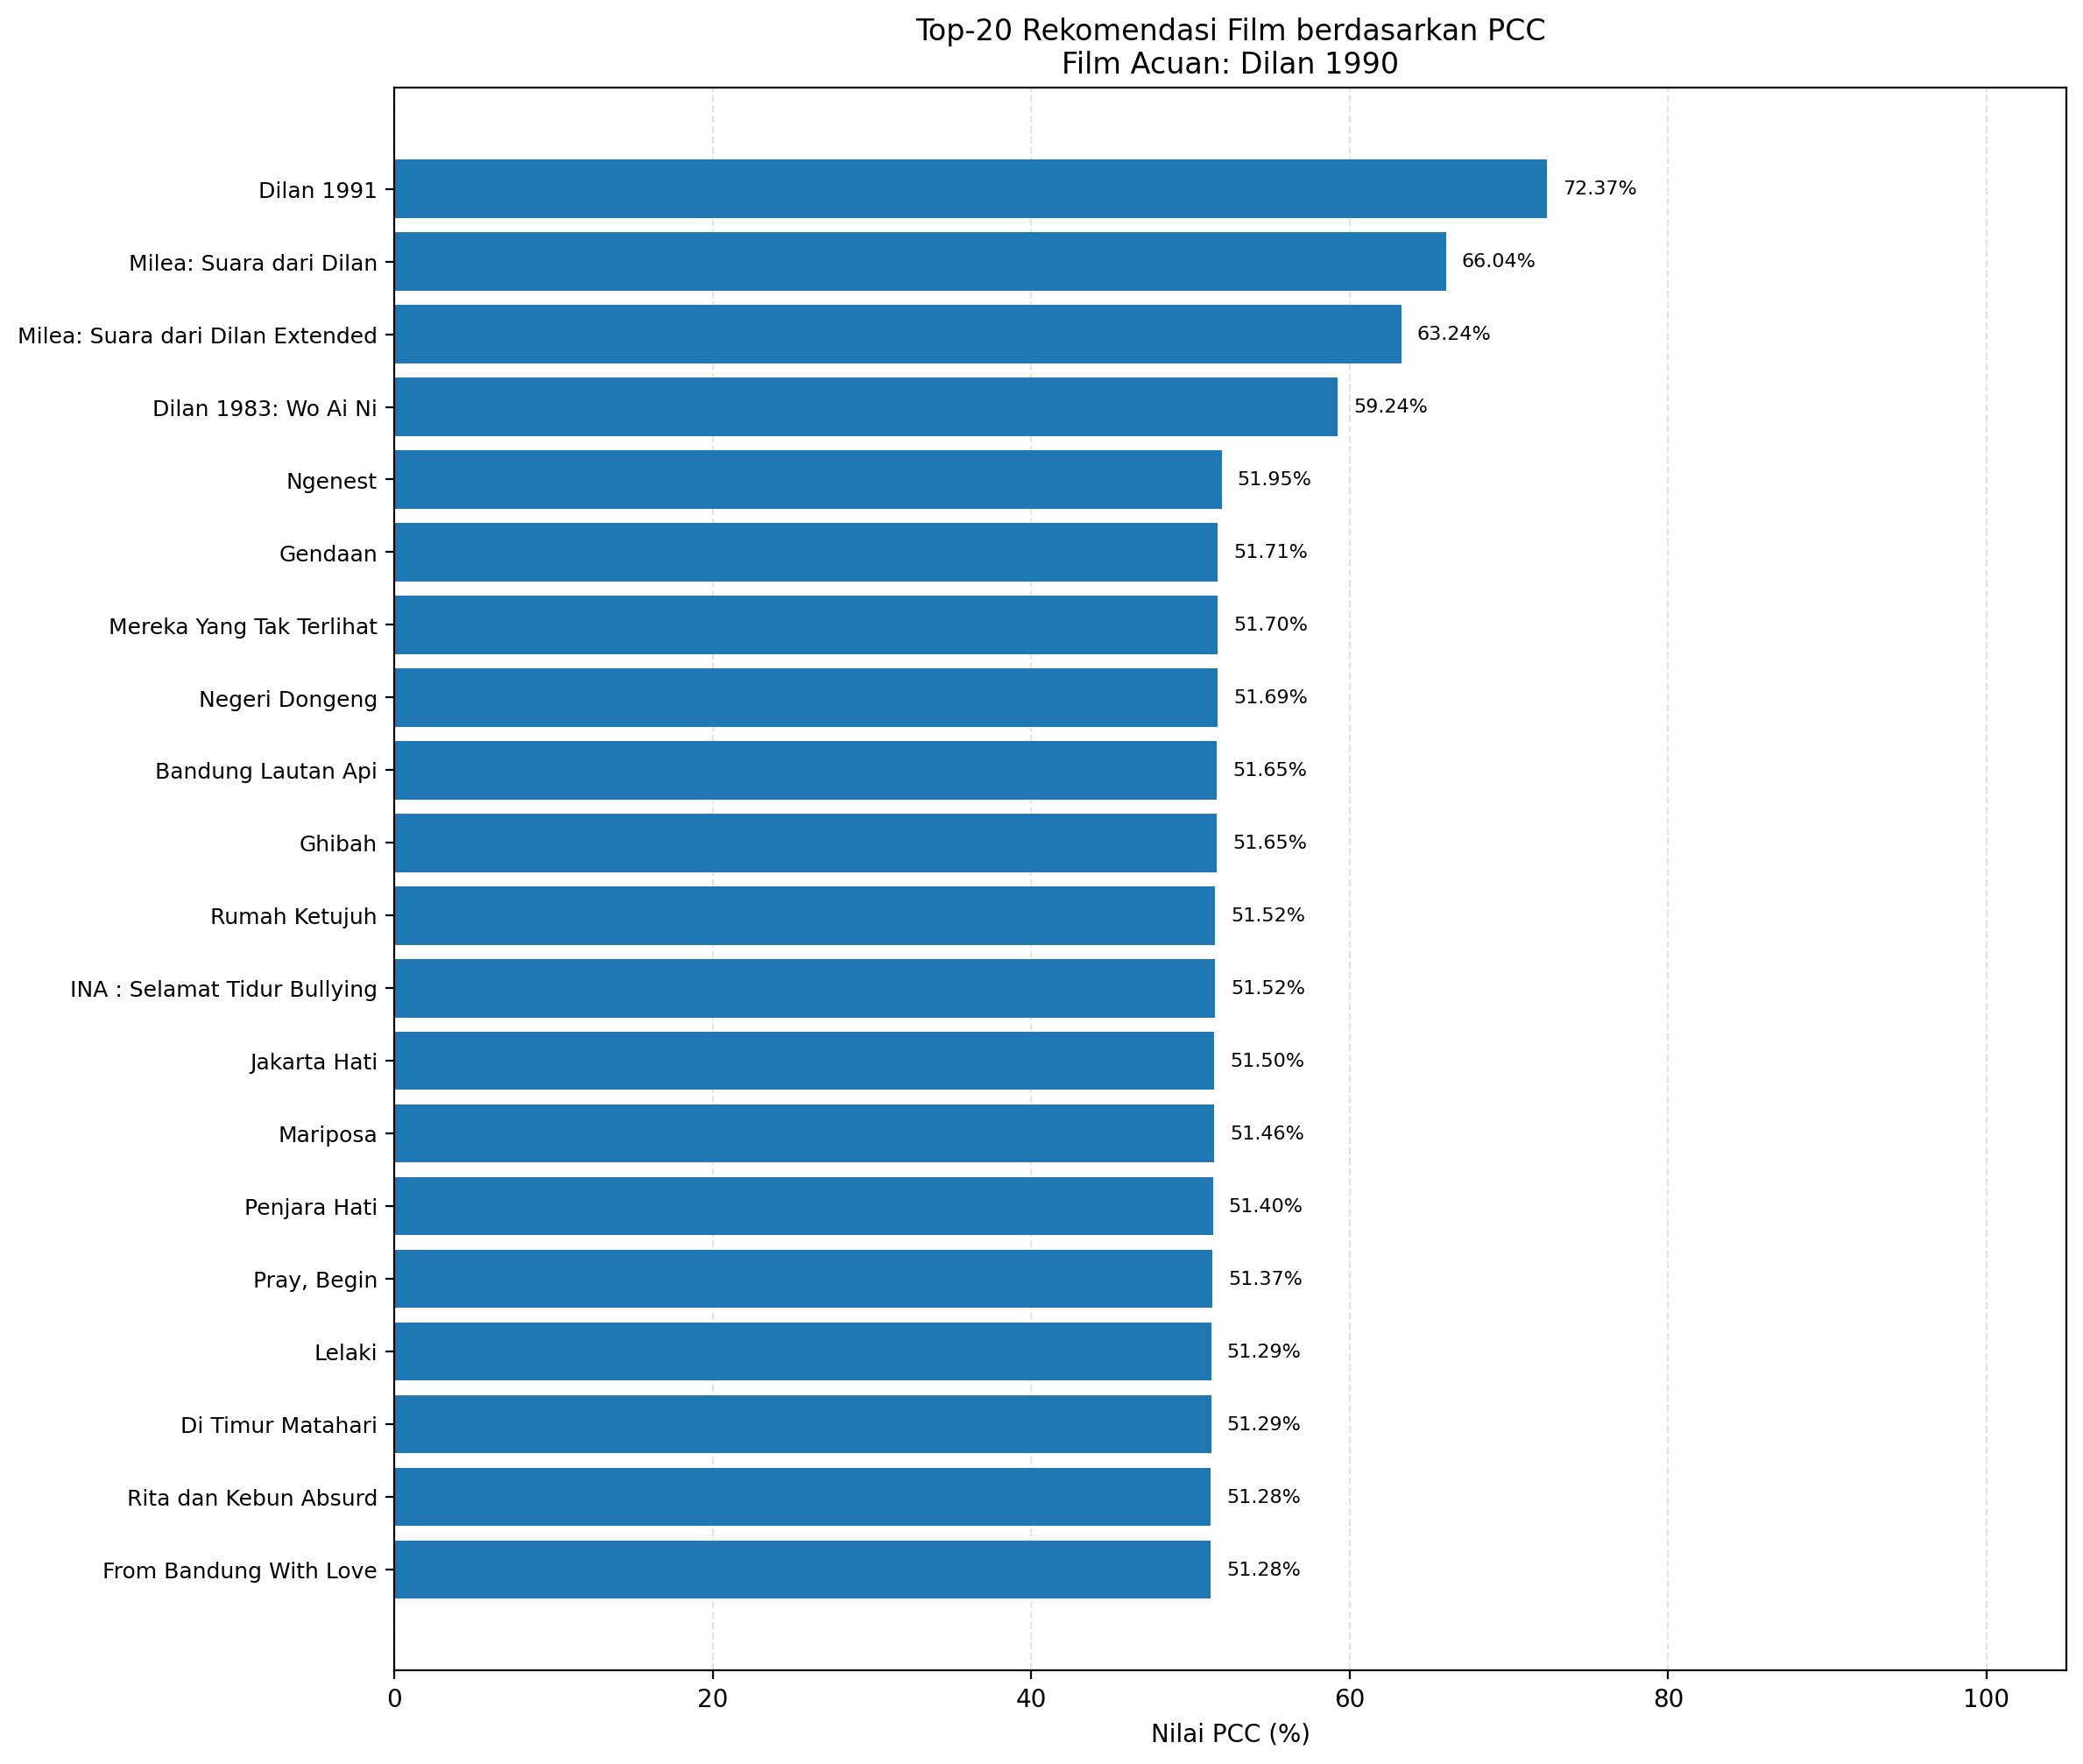 Top-20 Rekomendasi Film berdasarkan PCC
Film Acuan: Dilan 1990
Dilan 1991 72.37%
Milea: Suara dari Dilan 66.04%
Milea: Suara dari Dilan Extended 63.24%
Dilan 1983: Wo Ai Ni 59.24%
Ngenest 51.95%
Gendaan 51.71%
Mereka Yang Tak Terlihat 51.70%
Negeri Dongeng 51.69%
Bandung Lautan Api 51.65%
Ghibah 51.65%
Rumah Ketujuh 51.52%
INA : Selamat Tidur Bullying 51.52%
Jakarta Hati 51.50%
Mariposa 51.46%
Penjara Hati 51.40%
Pray, Begin 51.37%
Lelaki 51.29%
Di Timur Matahari 51.29%
Rita dan Kebun Absurd 51.28%
From Bandung With Love 51.28%
0 20 40 60 80 100
Nilai PCC (%)